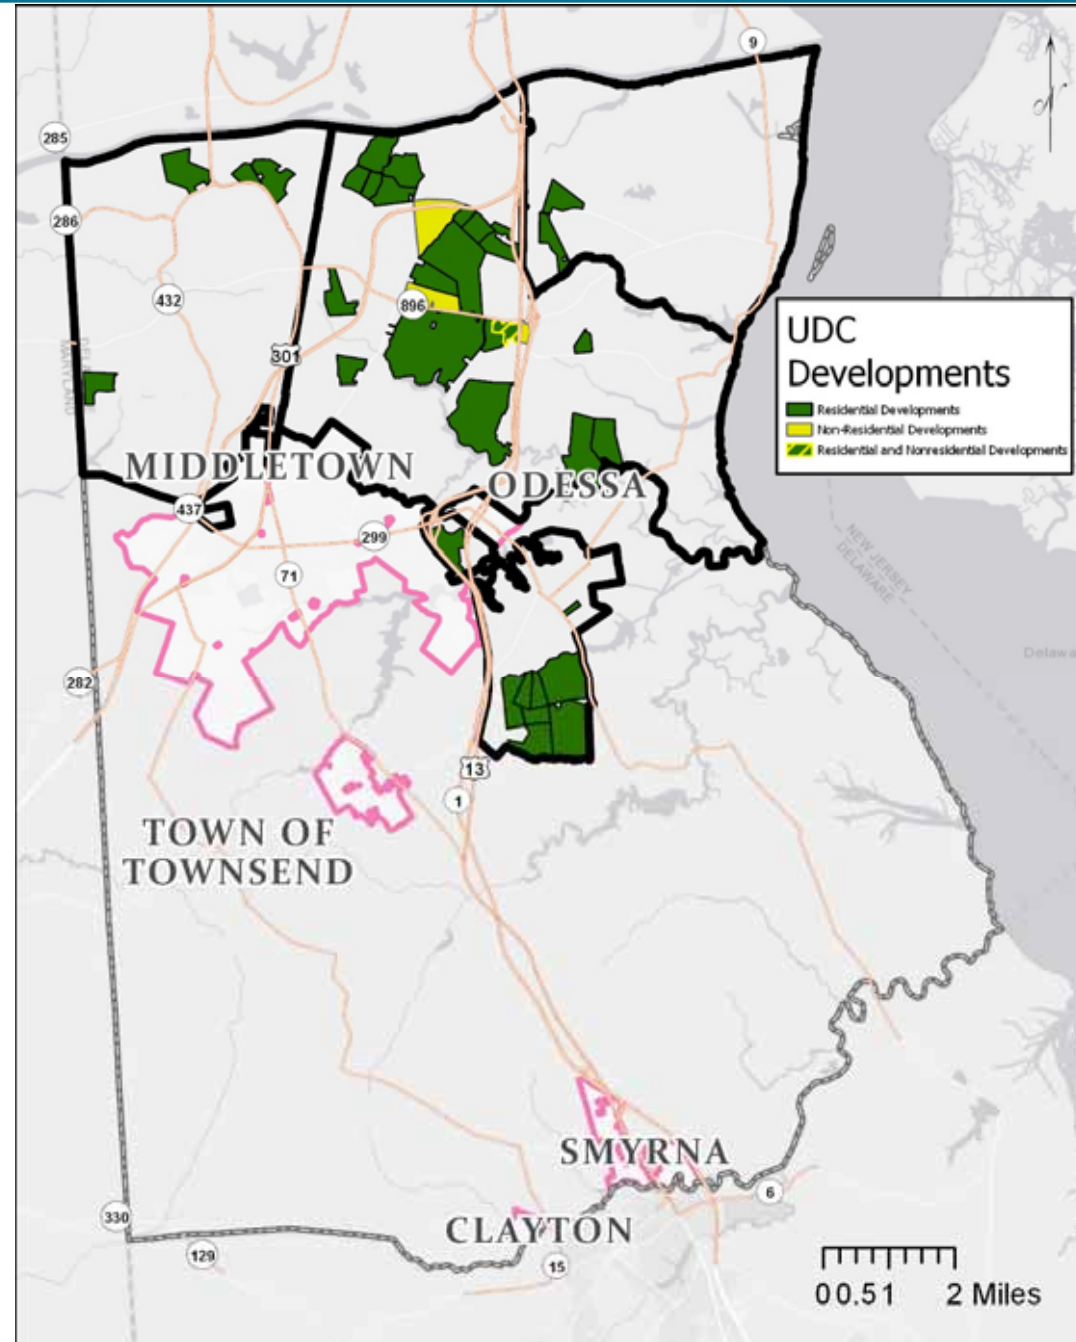 9
N
285
286
432
896
301
DELAWARE
MARYLAND
UDC
Developments
Residential Developments
Non-Residential Developments
Residential and Nonresidential Developments
MIDDLETOWN
ODESSA
437
299
71
NEW JERSEY
DELAWARE
Delawa
282
13
1
TOWN OF
TOWNSEND
SMYRNA
6
330
CLAYTON
129
15
0 0.5 1 2 Miles